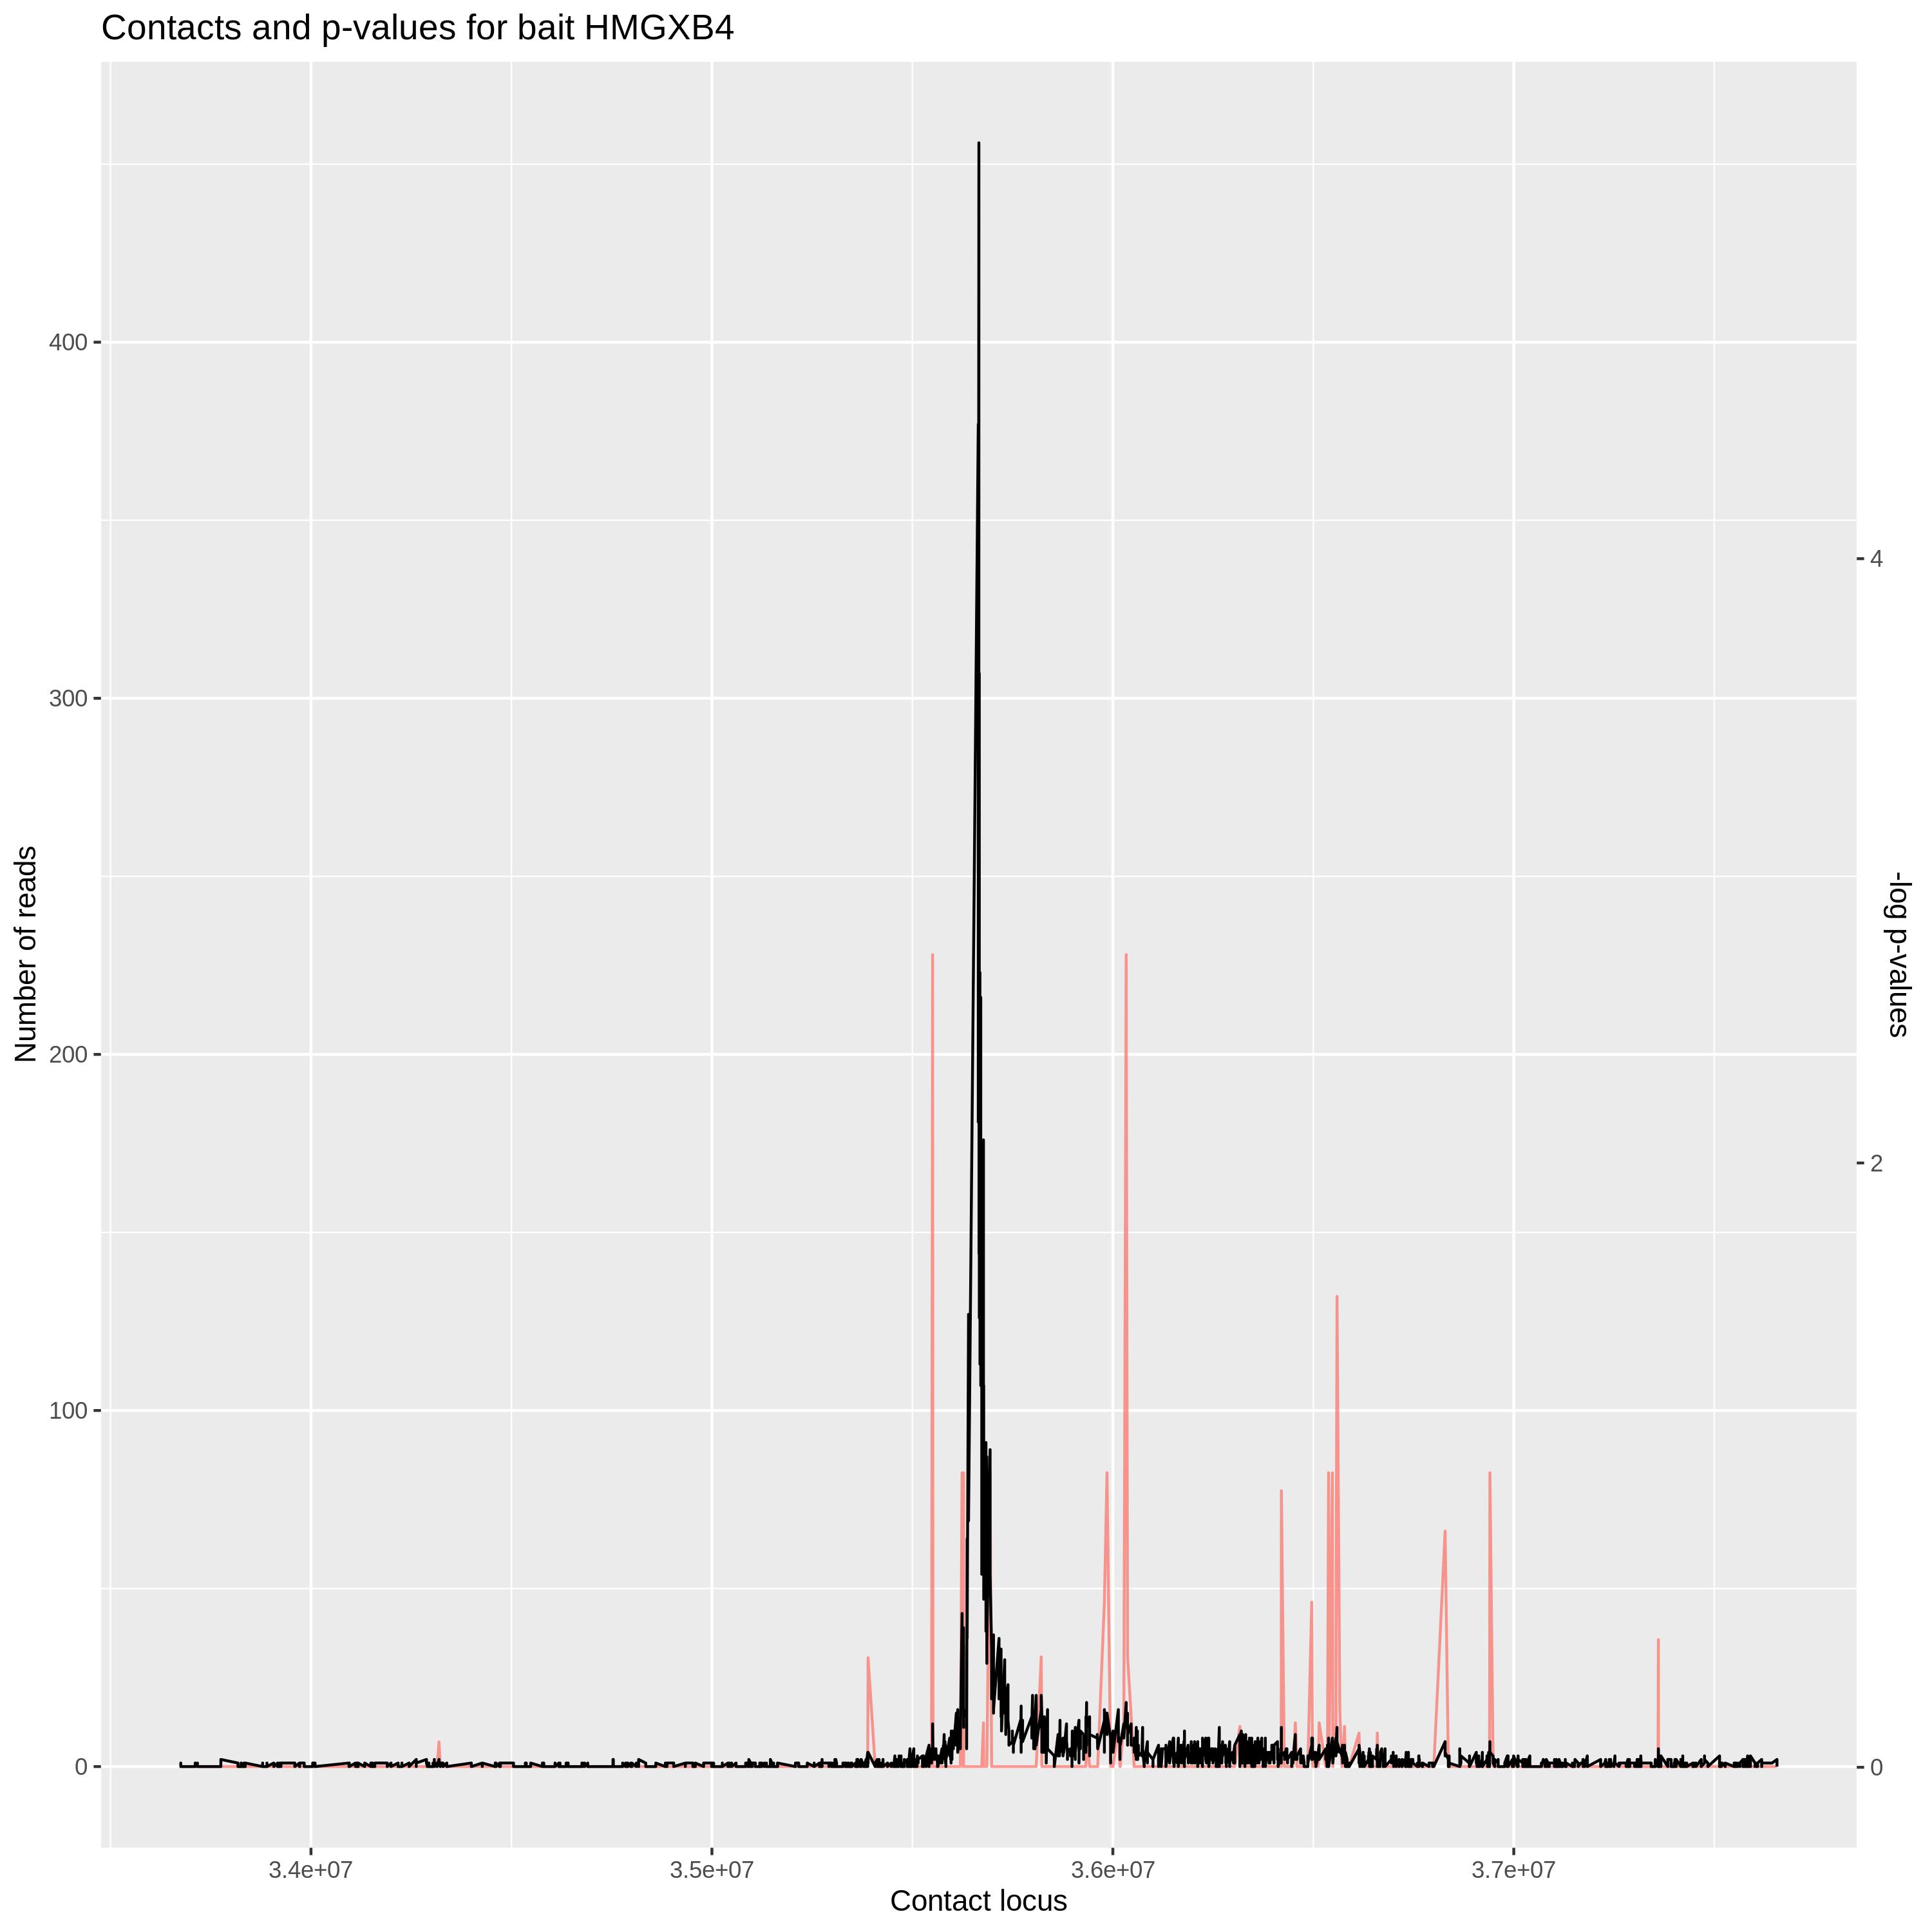 Contacts and p-values for bait HMGXB4
Number of reads
400
300
200
100
0
4
2
0
-log p-values
3.4e+07
3.5e+07
3.6e+07
3.7e+07
Contact locus